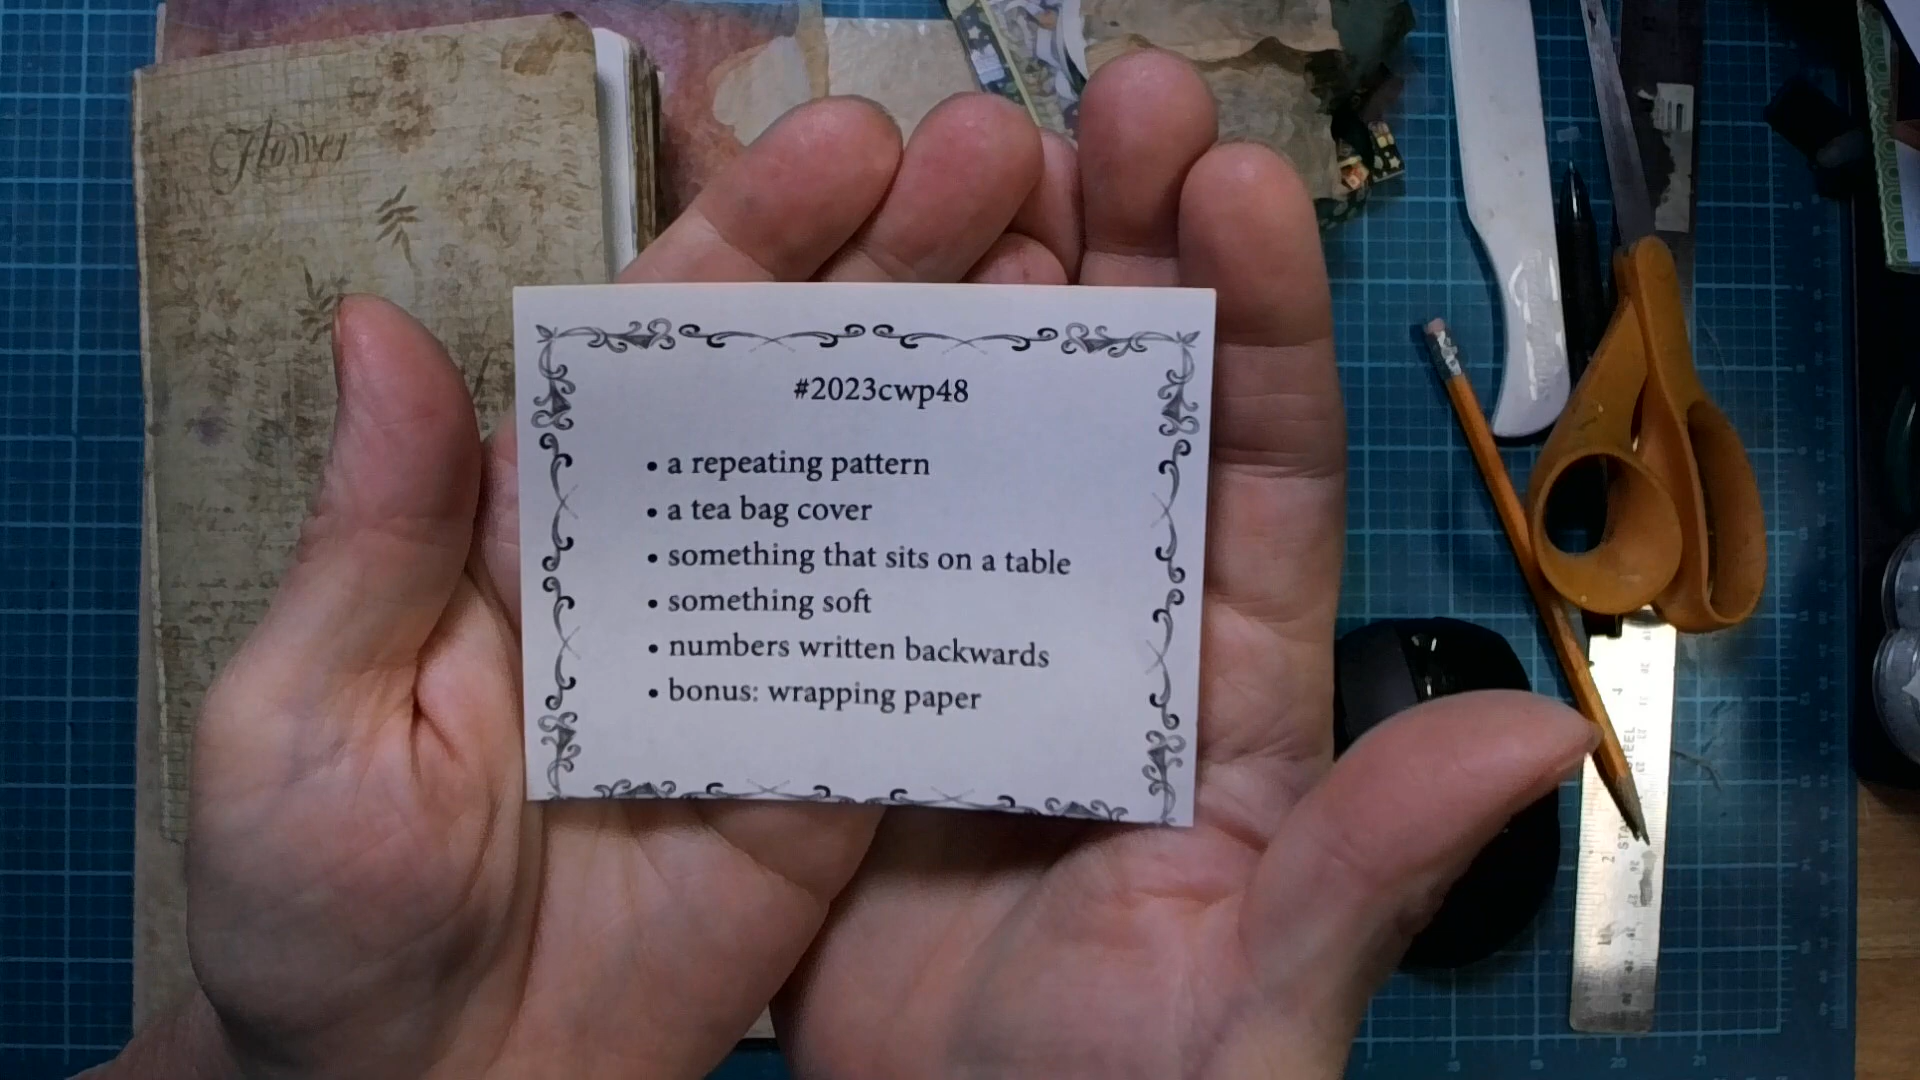 Flower
#2023cwp48
• a repeating pattern
• a tea bag cover
• something that sits on a table
• something soft
• numbers written backwards
• bonus: wrapping paper